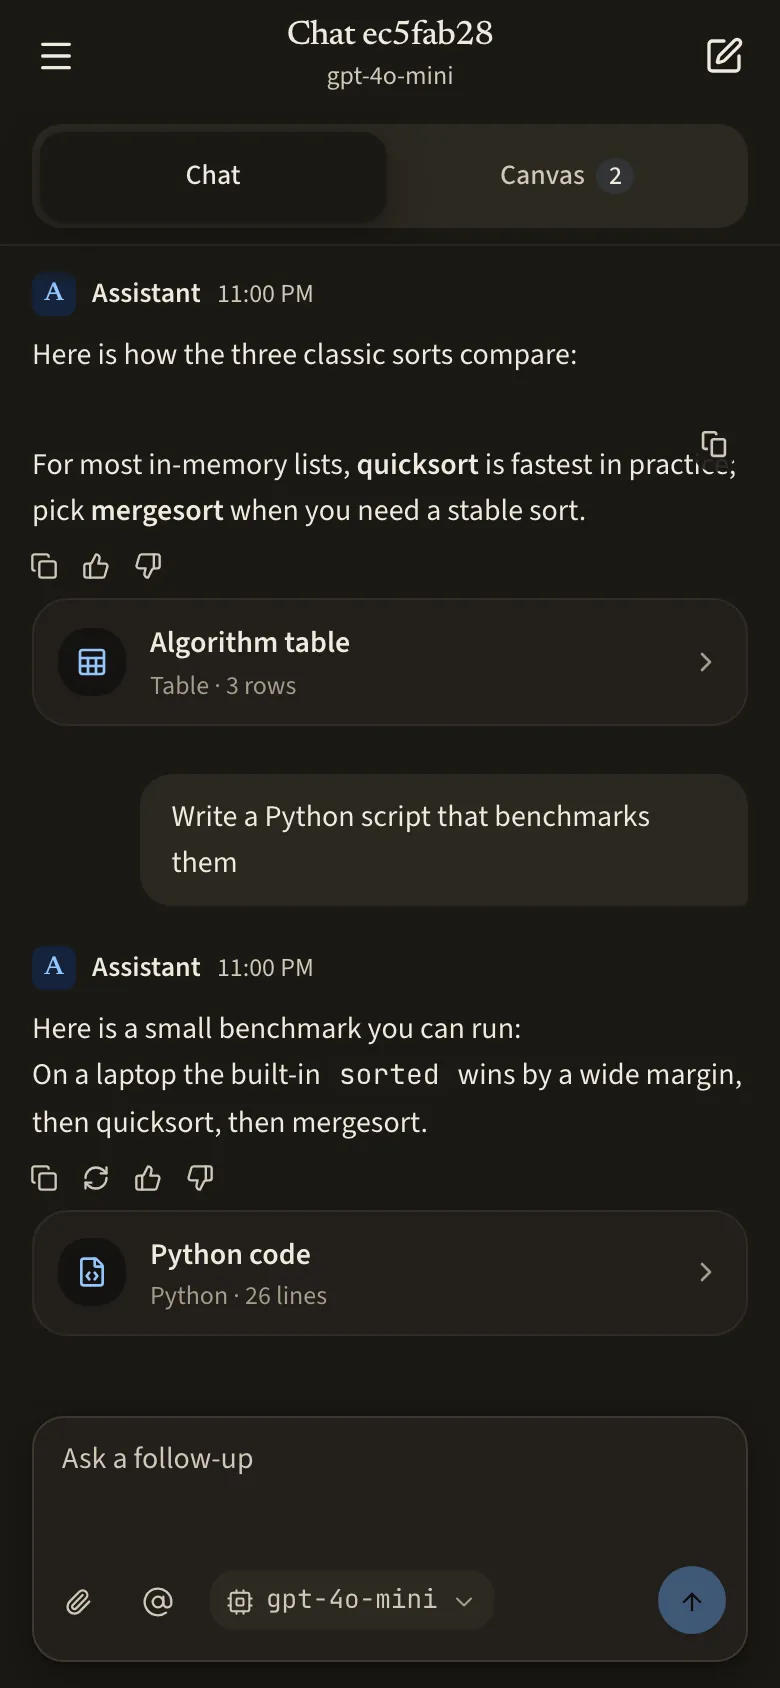 Chat ec5fab28
gpt-4o-mini
Chat
Canvas 2
A Assistant 11:00 PM
Here is how the three classic sorts compare:
For most in-memory lists, quicksort is fastest in practice;
pick mergesort when you need a stable sort.
Algorithm table
Table · 3 rows
Write a Python script that benchmarks
them
A Assistant 11:00 PM
Here is a small benchmark you can run:
On a laptop the built-in sorted wins by a wide margin,
then quicksort, then mergesort.
Python code
Python · 26 lines
Ask a follow-up
gpt-4o-mini